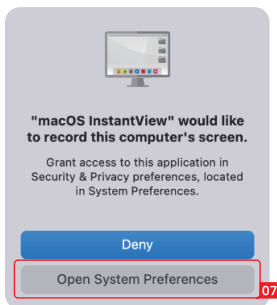 "macOS InstantView" would like
to record this computer's screen.
Grant access to this application in
Security & Privacy preferences, located
in System Preferences.
Deny
Open System Preferences
07